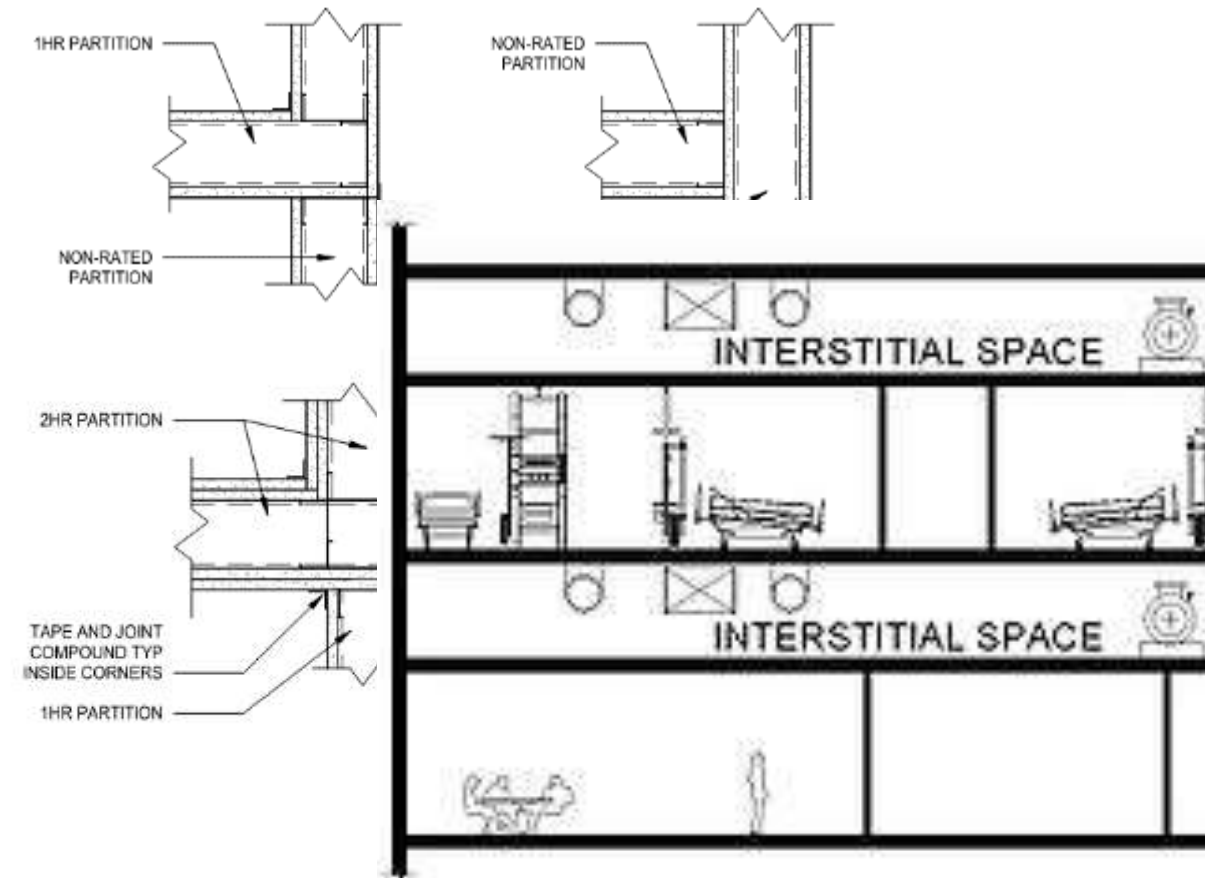 1HR PARTITION
NON-RATED
PARTITION
NON-RATED
PARTITION
INTERSTITIAL SPACE
2HR PARTITION
INTERSTITIAL SPACE
TAPE AND JOINT
COMPOUND TYP
INSIDE CORNERS
1HR PARTITION